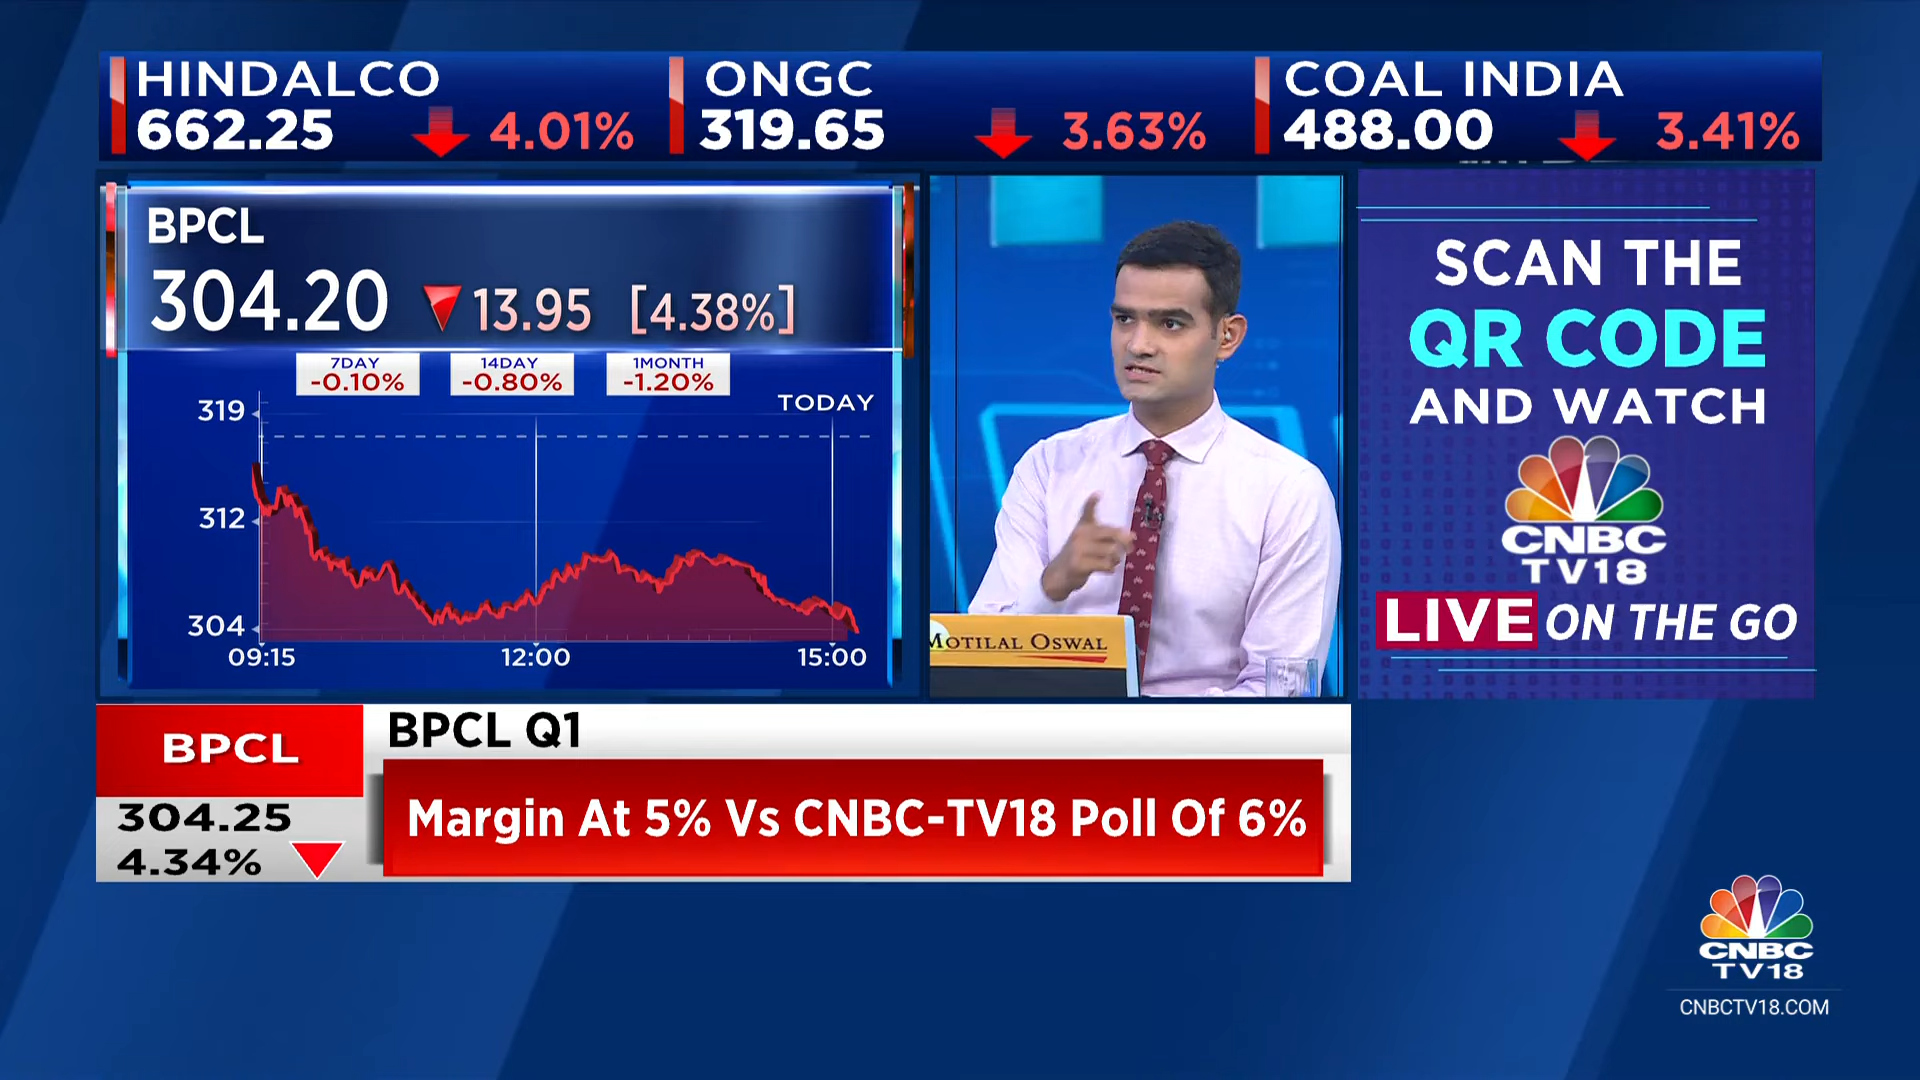 HINDALCO
662.25 4.01%
ONGC
319.65 3.63%
COAL INDIA
488.00 3.41%
BPCL
304.20 13.95 [4.38%]
7DAY
-0.10%
14DAY
-0.80%
1MONTH
-1.20%
TODAY
319
312
304
09:15 12:00 15:00
MOTILAL OSWAL
SCAN THE
QR CODE
AND WATCH
CNBC
TV18
LIVE ON THE GO
BPCL
304.25
4.34%
BPCL Q1
Margin At 5% Vs CNBC-TV18 Poll Of 6%
CNBC
TV18
CNBCTV18.COM